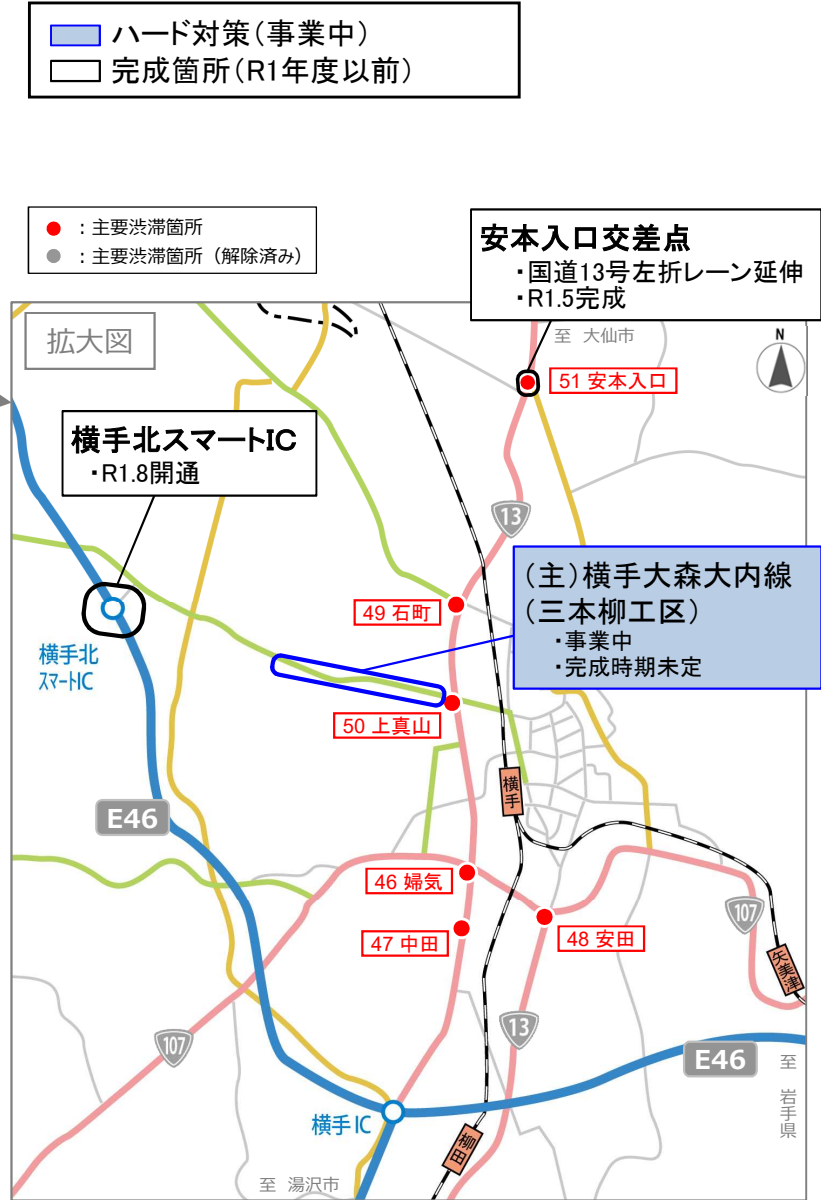 ハード対策(事業中)
完成箇所(R1年度以前)
●：主要渋滞箇所
●：主要渋滞箇所（解除済み）
安本入口交差点
・国道13号左折レーン延伸
・R1.5完成
拡大図
至 大仙市
N
51 安本入口
横手北スマートIC
・R1.8開通
13
(主)横手大森大内線
(三本柳工区)
・事業中
・完成時期未定
49 石町
横手北
スマートIC
50 上真山
横手
E46
46 婦気
107
47 中田
48 安田
矢美津
13
107
E46
至 岩手県
横手IC
柳田
至 湯沢市